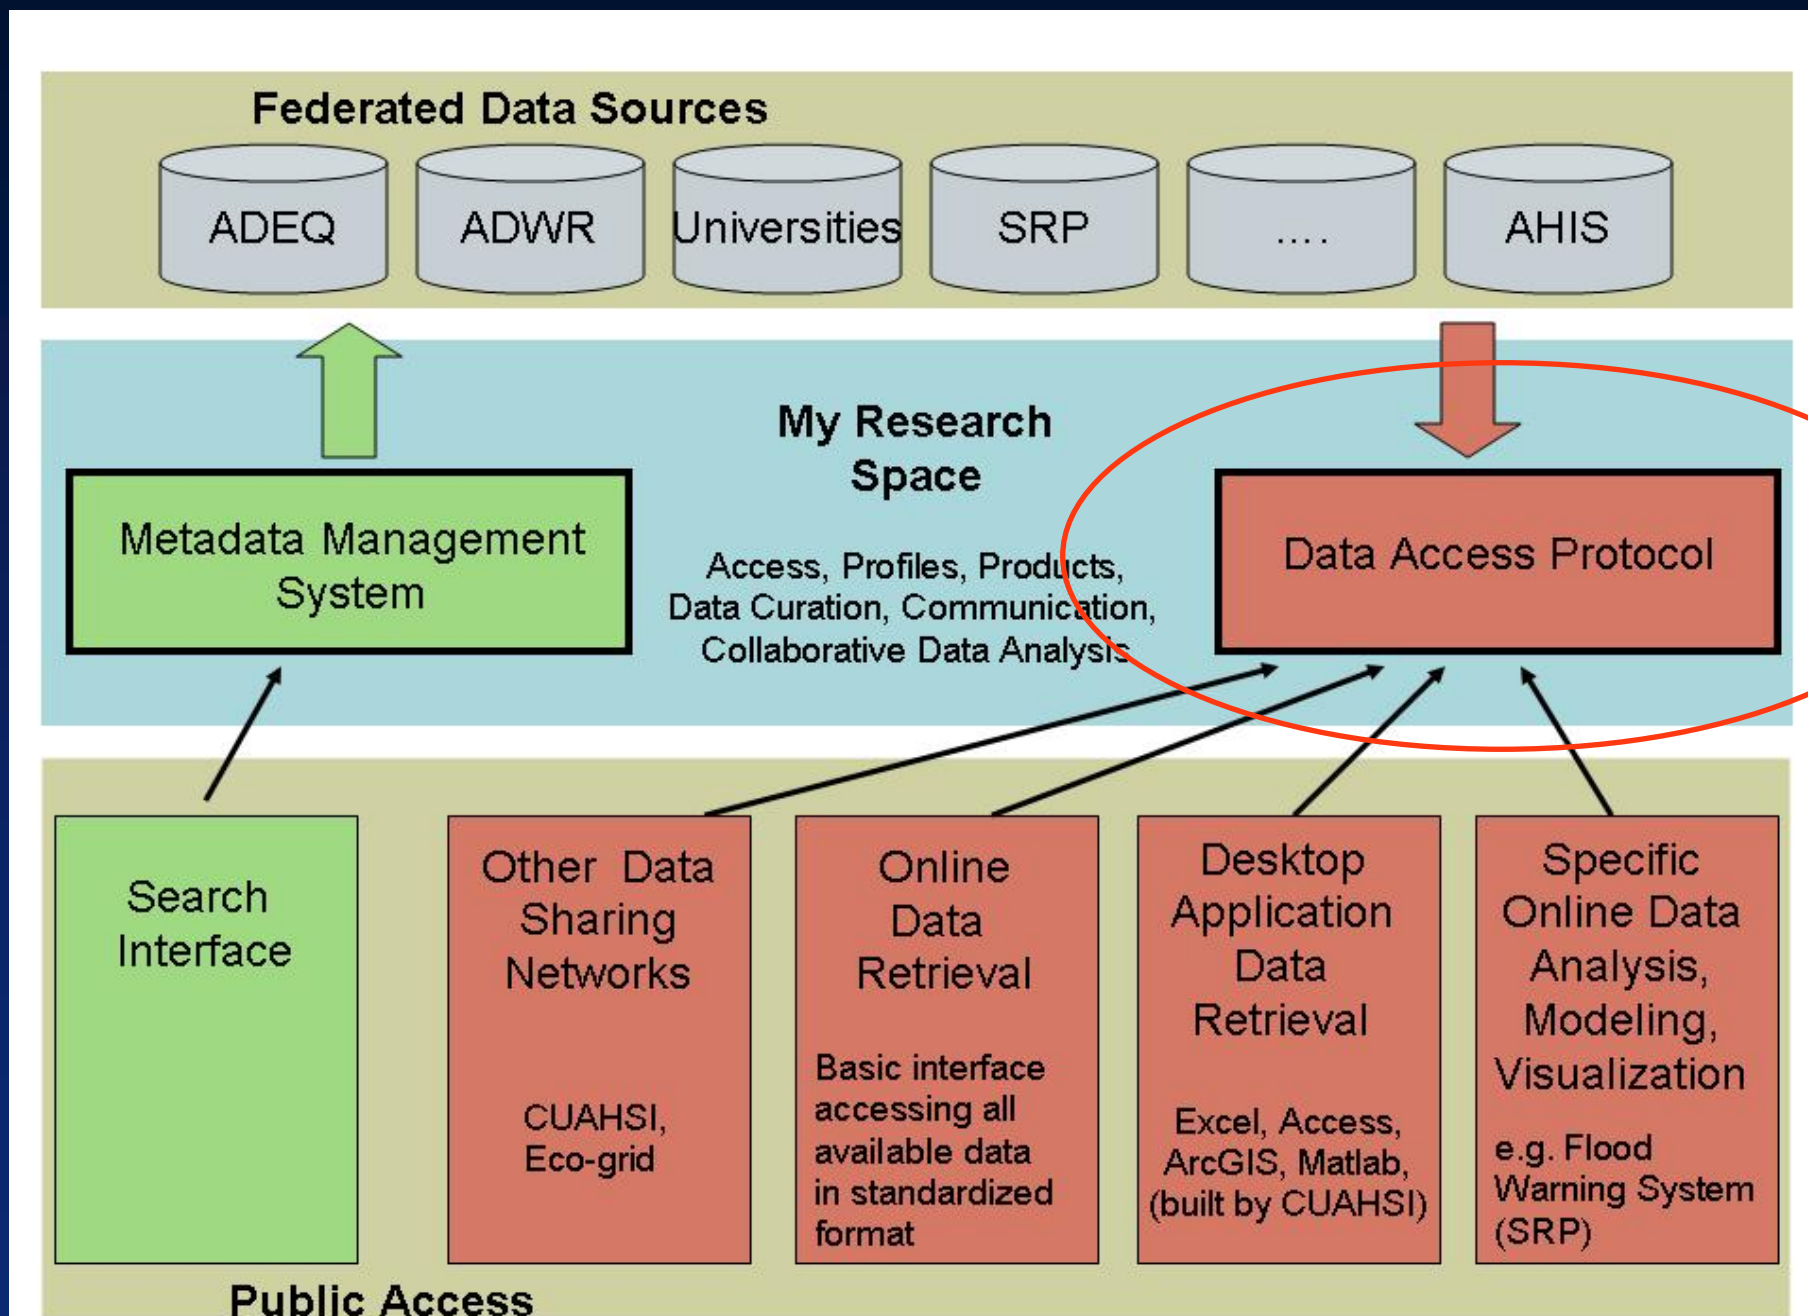 Federated Data Sources
ADEQ
ADWR
Universities
SRP
....
AHIS
My Research
Space
Access, Profiles, Products,
Data Curation, Communication,
Collaborative Data Analysis
Metadata Management
System
Data Access Protocol
Search
Interface
Other Data
Sharing
Networks
CUAHSI,
Eco-grid
Online
Data
Retrieval
Basic interface
accessing all
available data
in standardized
format
Desktop
Application
Data
Retrieval
Excel, Access,
ArcGIS, Matlab,
(built by CUAHSI)
Specific
Online Data
Analysis,
Modeling,
Visualization
e.g. Flood
Warning System
(SRP)
Public Access